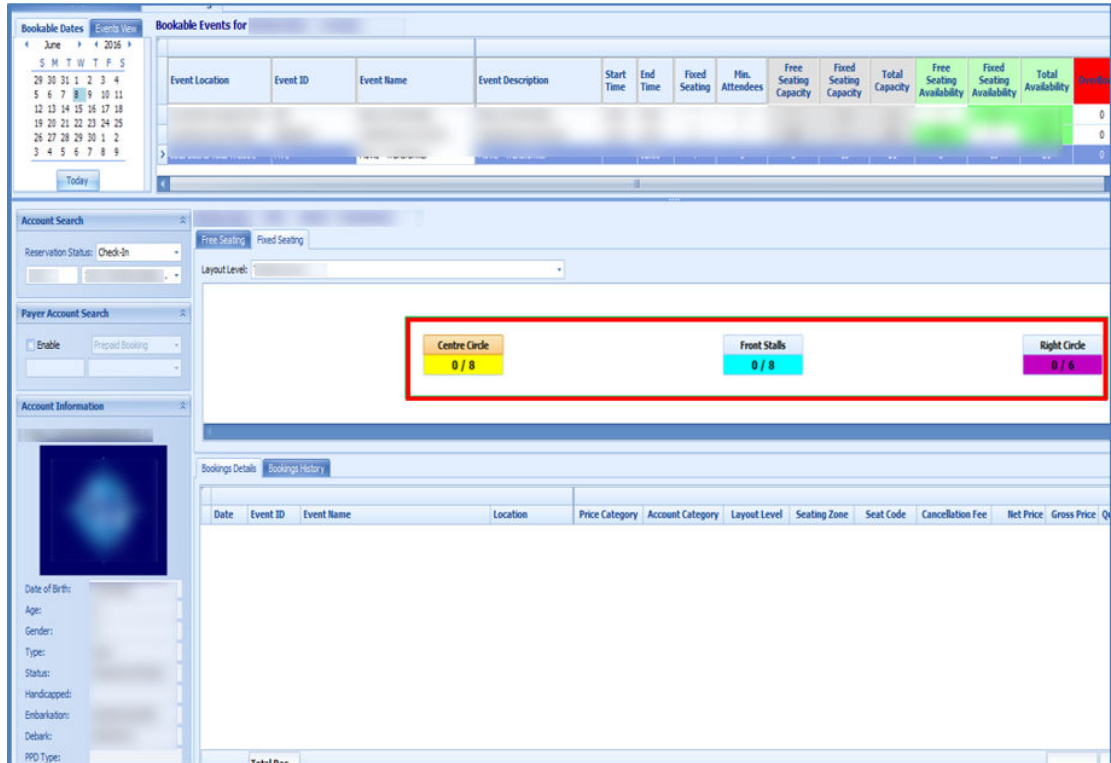 Bookable Dates Events View Bookable Events for
June 2016
S M T W T F S
29 30 31 1 2 3 4
5 6 7 8 9 10 11
12 13 14 15 16 17 18
19 20 21 22 23 24 25
26 27 28 29 30 1 2
3 4 5 6 7 8 9
Today
Event Location Event ID Event Name Event Description Start Time End Time Fixed Seating Min. Attendees Free Seating Capacity Fixed Seating Capacity Total Capacity Free Seating Availability Fixed Seating Availability Total Availability
0
0
0
Account Search
Reservation Status: Check-In
Payer Account Search
Enable Prepaid Booking
Account Information
Date of Birth:
Age:
Gender:
Type:
Status:
Handicapped:
Embarkation:
Debark:
PPD Type:
Free Seating Fixed Seating
Layout Level:
Centre Circle Front Stalls Right Circle
0 / 8 0 / 8 0 / 6
Bookings Details Bookings History
Date Event ID Event Name Location Price Category Account Category Layout Level Seating Zone Seat Code Cancellation Fee Net Price Gross Price